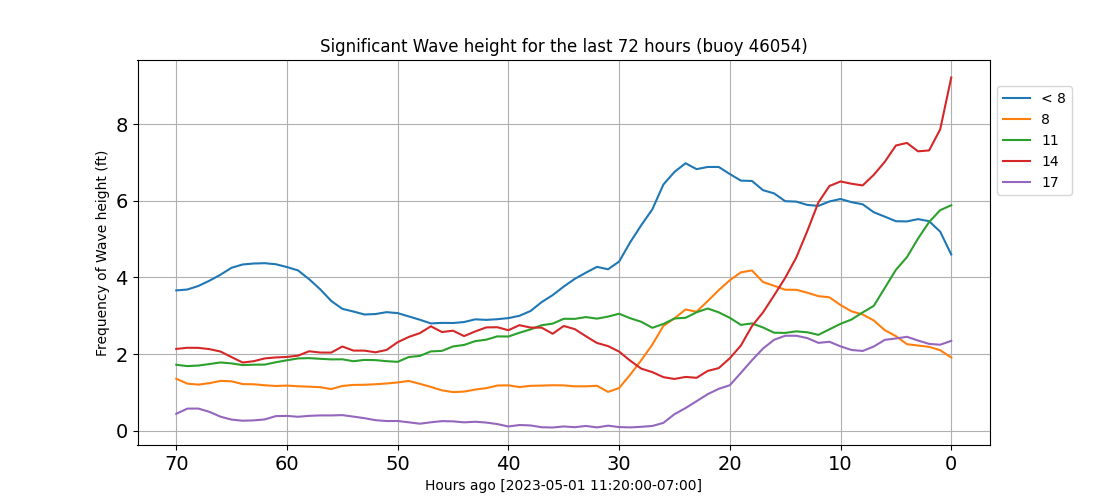 Significant Wave height for the last 72 hours (buoy 46054)
Frequency of Wave height (ft)
8
6
4
2
0
70 60 50 40 30 20 10 0
Hours ago [2023-05-01 11:20:00-07:00]
< 8
8
11
14
17